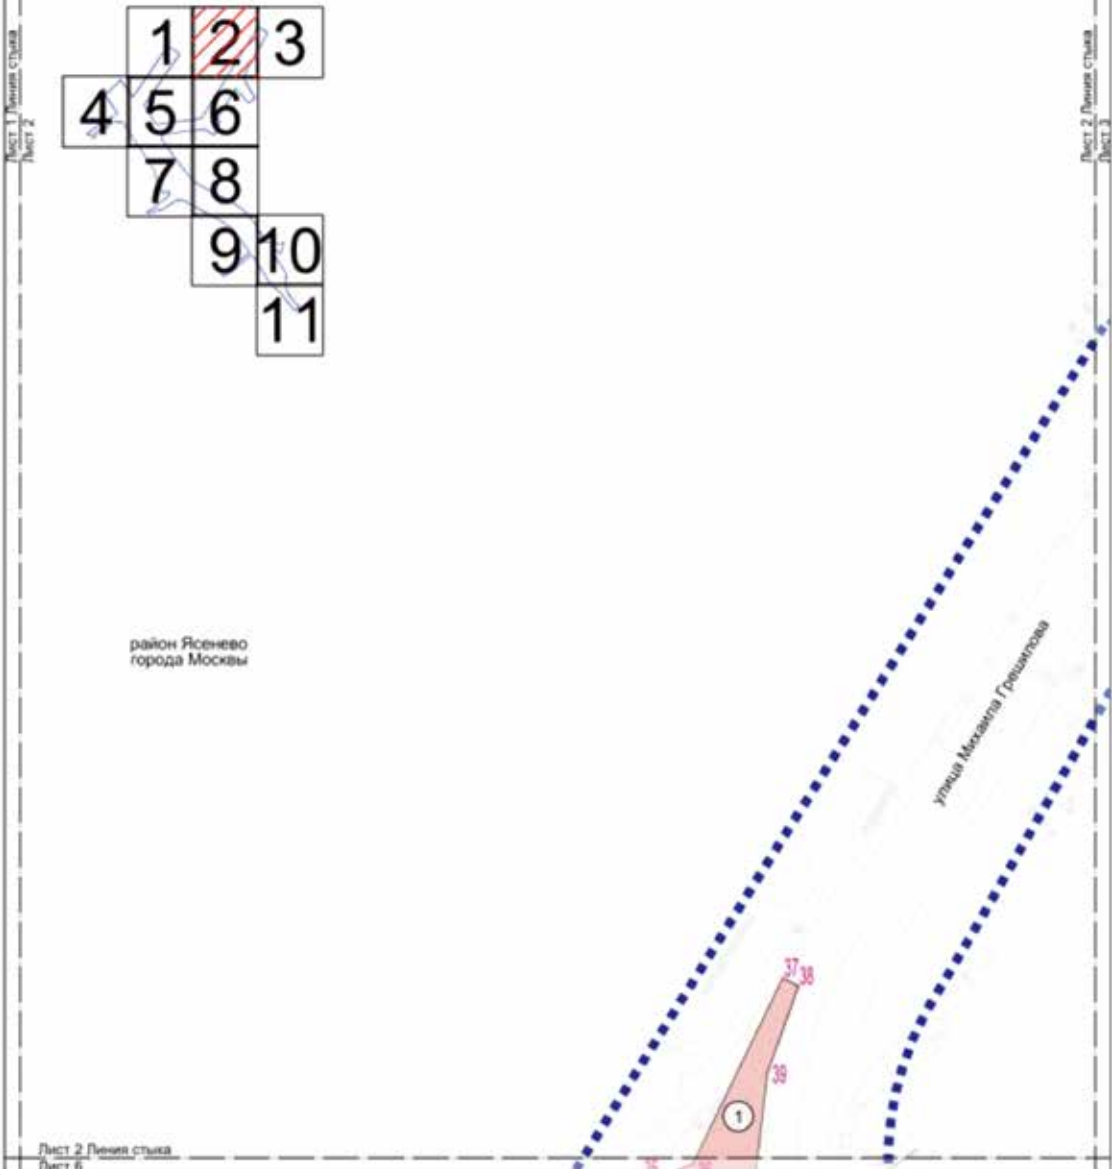 Лист 1 Линия стыка
Лист 2
1 2 3
4 5 6
7 8
9 10
11
Лист 2 Линия стыка
Лист 3
район Ясенево
города Москвы
улица Михаила Грешилова
37
38
39
1
Лист 2 Линия стыка
Лист 6